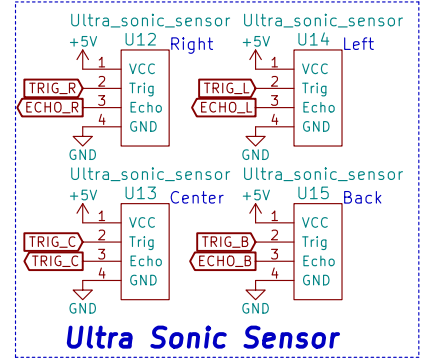 Ultra_sonic_sensor Ultra_sonic_sensor
+5V U12 Right +5V U14 Left
1 VCC 1 VCC
TRIG_R 2 Trig TRIG_L 2 Trig
ECHO_R 3 Echo ECHO_L 3 Echo
4 GND 4 GND
GND GND
Ultra_sonic_sensor Ultra_sonic_sensor
+5V U13 Center +5V U15 Back
1 VCC 1 VCC
TRIG_C 2 Trig TRIG_B 2 Trig
TRIG_C 3 Echo ECHO_B 3 Echo
4 GND 4 GND
GND GND
Ultra Sonic Sensor